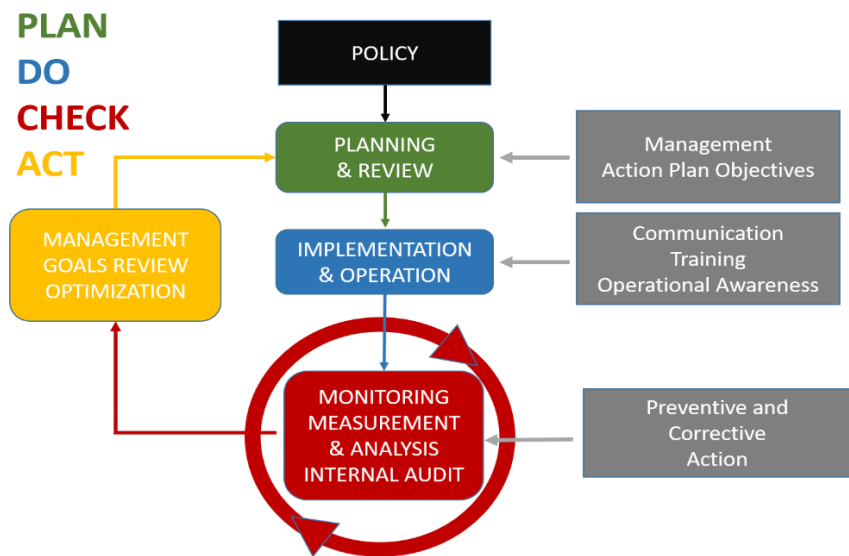 PLAN
DO
CHECK
ACT
POLICY
PLANNING
& REVIEW
Management
Action Plan Objectives
MANAGEMENT
GOALS REVIEW
OPTIMIZATION
IMPLEMENTATION
& OPERATION
Communication
Training
Operational Awareness
MONITORING
MEASUREMENT
& ANALYSIS
INTERNAL AUDIT
Preventive and
Corrective
Action